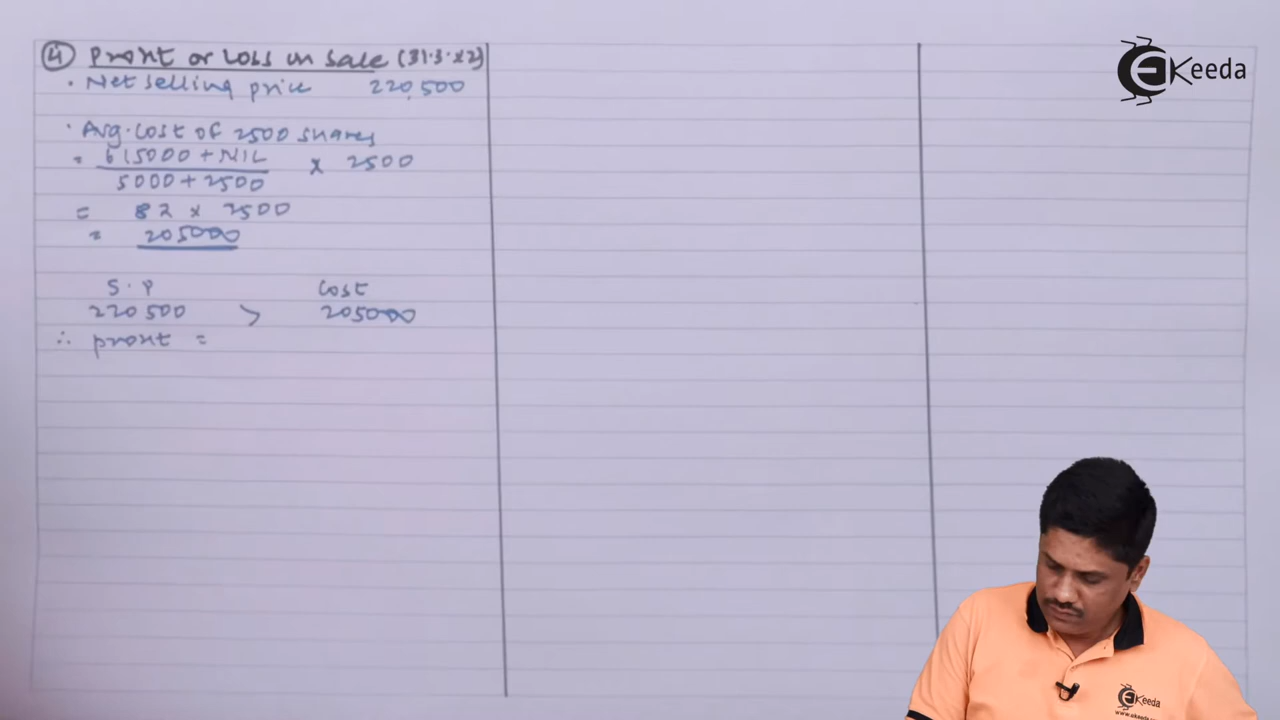 ④ Profit or Loss on Sale (31.3.x2)
• Net selling price 220,500
• Avg. Cost of 2500 shares
= 615000 + NIL
5000 + 2500
x 2500
= 82 x 2500
= 205000
S.P Cost
220500 > 205000
∴ profit =
Ekeeda
Ekeeda